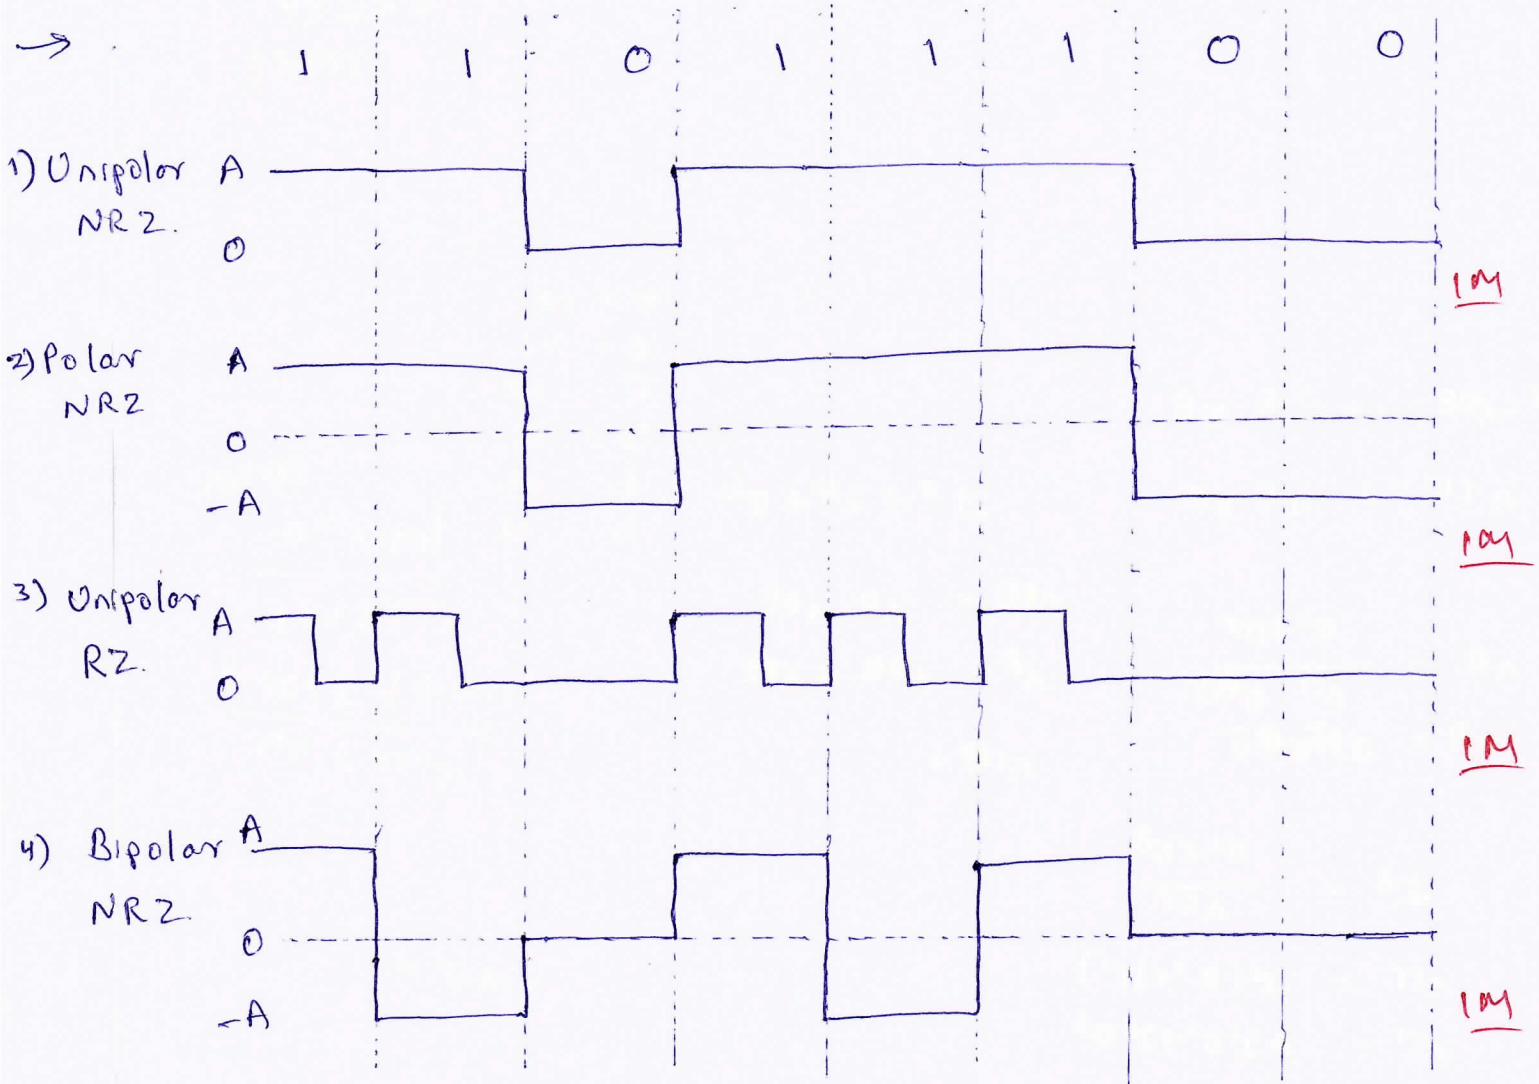 → 1 1 0 1 1 1 0 0
1) Unipolar A
NRZ.
0
1M
2) Polar A
NRZ
0
-A
1M
3) Unipolar A
RZ.
0
1M
4) Bipolar A
NRZ.
0
-A
1M